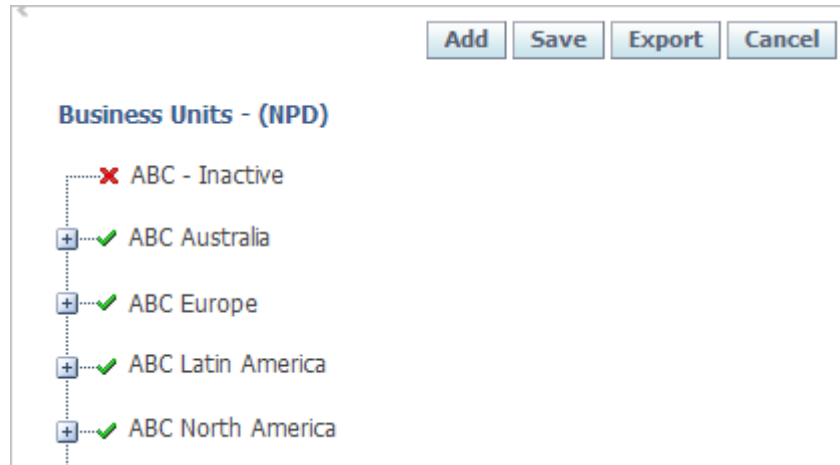 Add Save Export Cancel
Business Units - (NPD)
ABC - Inactive
ABC Australia
ABC Europe
ABC Latin America
ABC North America